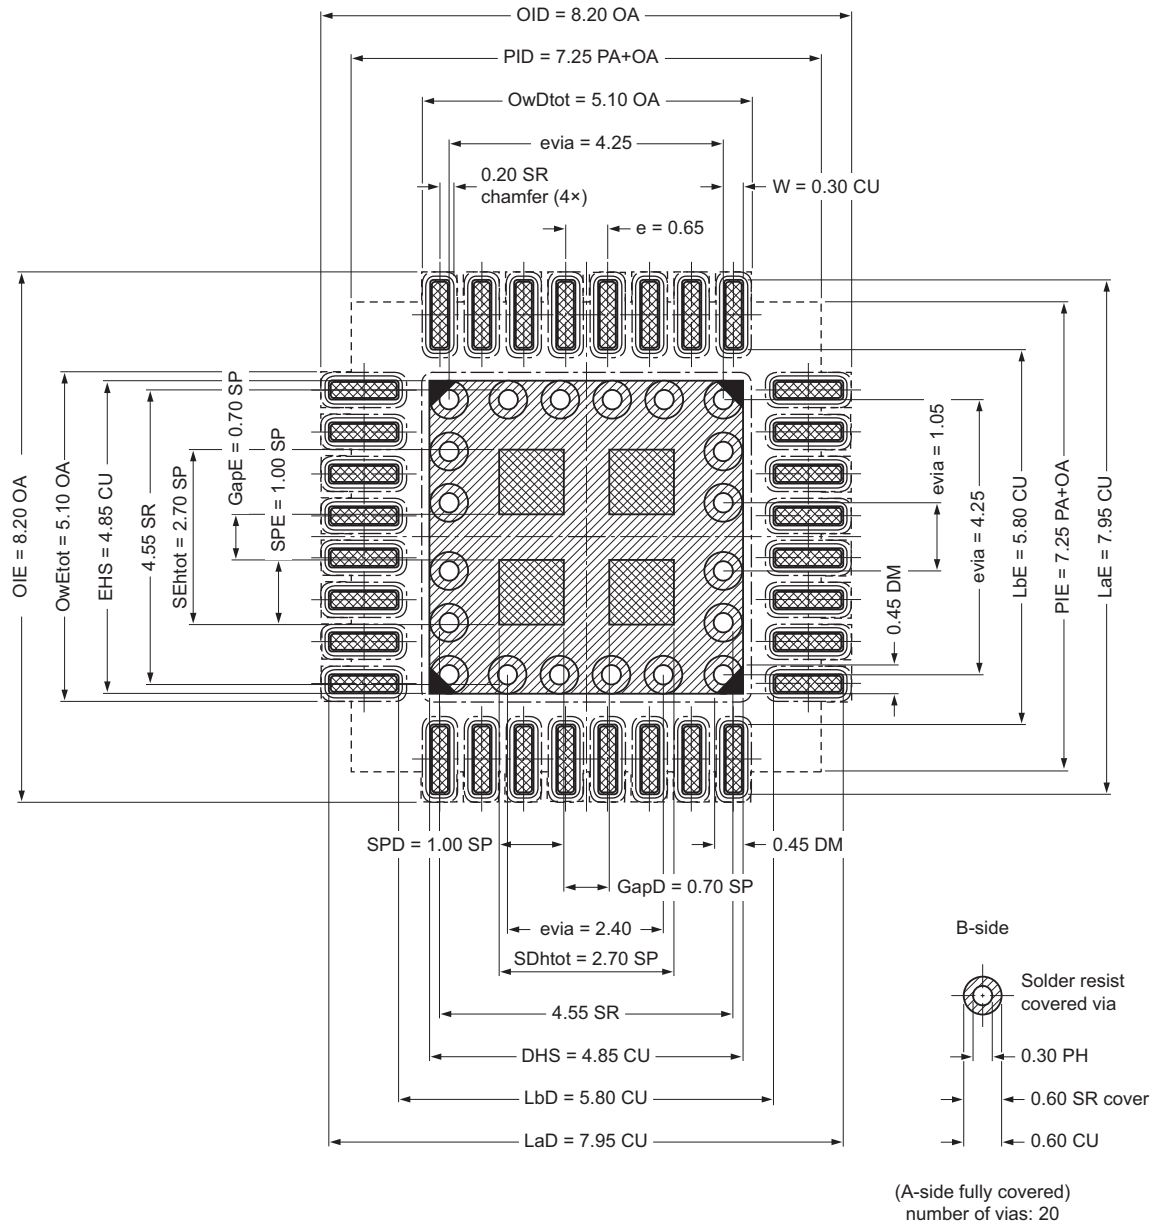 OID = 8.20 OA
PID = 7.25 PA+OA
OwDtot = 5.10 OA
evia = 4.25
0.20 SR
chamfer (4×)
W = 0.30 CU
e = 0.65
OIE = 8.20 OA
OwEtot = 5.10 OA
EHS = 4.85 CU
4.55 SR
SEhtot = 2.70 SP
GapE = 0.70 SP
SPE = 1.00 SP
evia = 1.05
0.45 DM
evia = 4.25
LbE = 5.80 CU
PIE = 7.25 PA+OA
LaE = 7.95 CU
SPD = 1.00 SP
0.45 DM
GapD = 0.70 SP
evia = 2.40
SDhtot = 2.70 SP
4.55 SR
DHS = 4.85 CU
LbD = 5.80 CU
LaD = 7.95 CU
B-side
Solder resist
covered via
0.30 PH
0.60 SR cover
0.60 CU
(A-side fully covered)
number of vias: 20